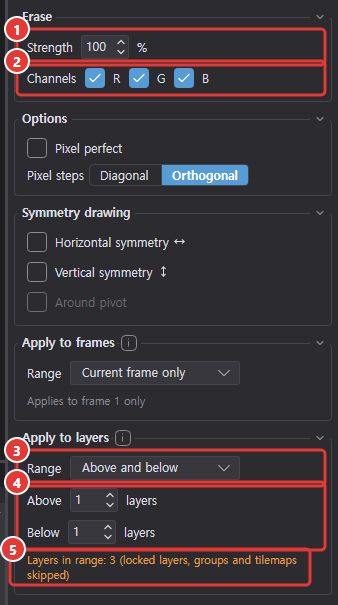 Erase
1
Strength 100 %
2
Channels R G B
Options
Pixel perfect
Pixel steps Diagonal Orthogonal
Symmetry drawing
Horizontal symmetry ↔
Vertical symmetry ↕
Around pivot
Apply to frames i
Range Current frame only
Applies to frame 1 only
Apply to layers i
3
Range Above and below
4
Above 1 layers
Below 1 layers
5
Layers in range: 3 (locked layers, groups and tilemaps
skipped)